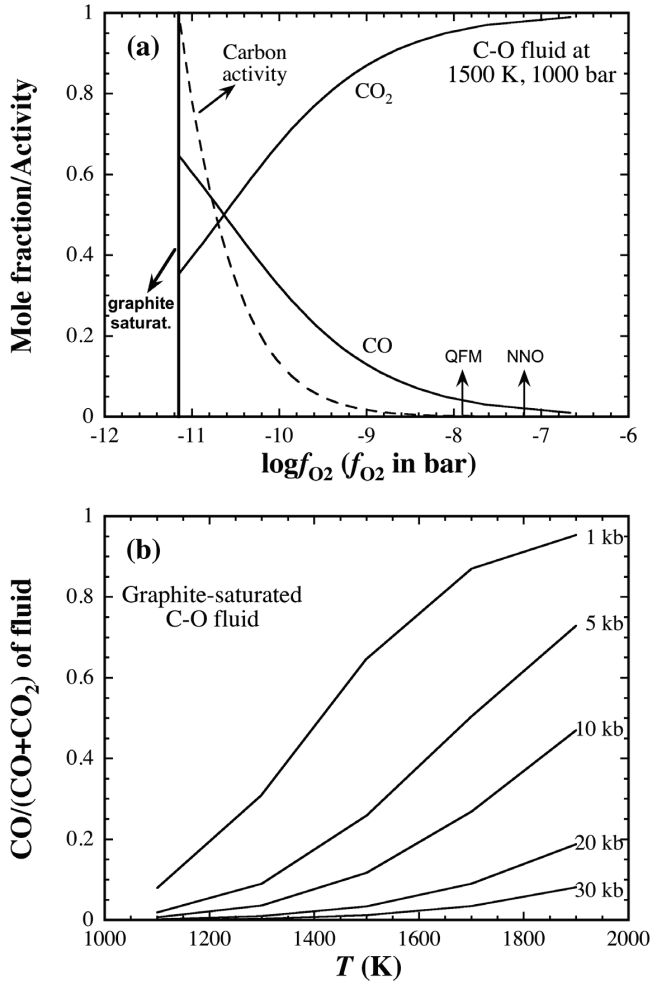 1
(a)
Carbon
activity
C-O fluid at
1500 K, 1000 bar
CO2
0.8
0.6
0.4
graphite
saturat.
0.2
CO
QFM
NNO
0
-12
-11
-10
-9
-8
-7
-6
Mole fraction/Activity
logfO2 (fO2 in bar)
1
(b)
1 kb
Graphite-saturated
C-O fluid
0.8
5 kb
0.6
10 kb
0.4
0.2
20 kb
30 kb
0
1000
1200
1400
1600
1800
2000
CO/(CO+CO2) of fluid
T (K)